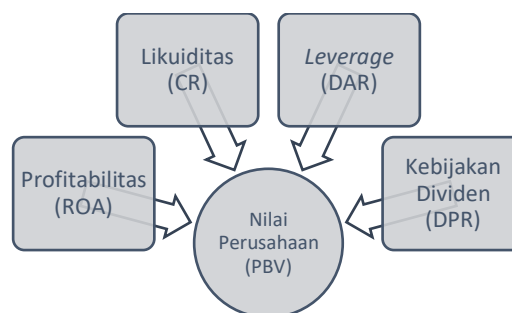 Likuiditas
(CR)
Leverage
(DAR)
Profitabilitas
(ROA)
Kebijakan
Dividen
(DPR)
Nilai
Perusahaan
(PBV)